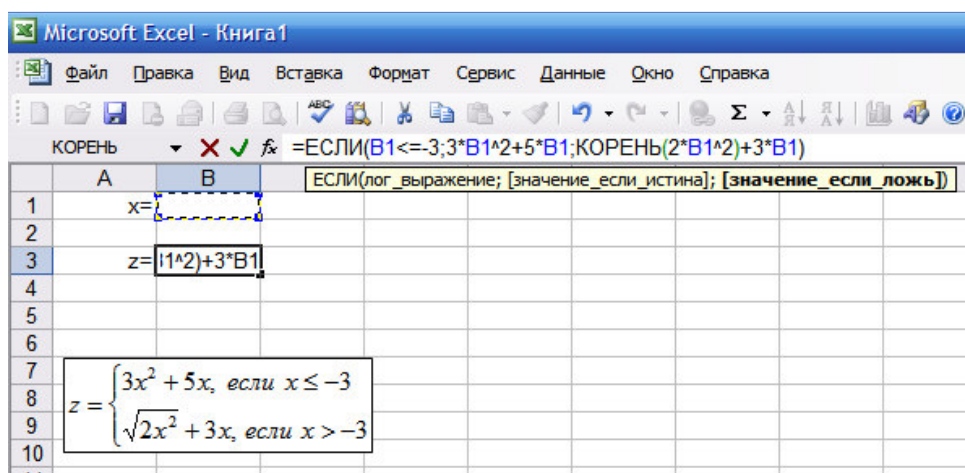 Microsoft Excel - Книга1
Файл Правка Вид Вставка Формат Сервис Данные Окно Справка
КОРЕНЬ =ЕСЛИ(B1<=-3;3*B1^2+5*B1;КОРЕНЬ(2*B1^2)+3*B1)
A B ЕСЛИ(лог_выражение; [значение_если_истина]; [значение_если_ложь])
1 x=
2
3 z= B1^2)+3*B1
4
5
6
7
8
9
10
z = { 3x² + 5x, если x ≤ −3
√2x² + 3x, если x > −3